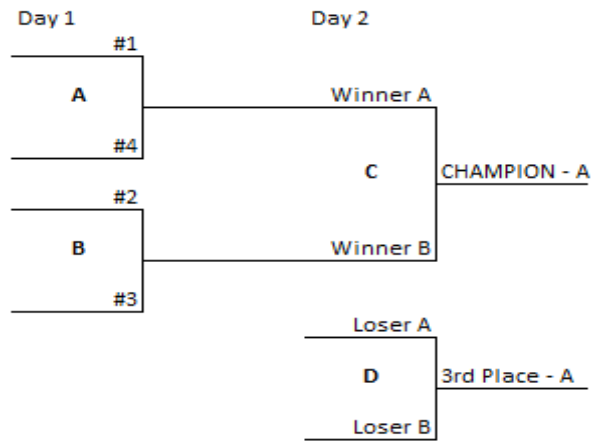 Day 1
Day 2
#1
A
Winner A
#4
C
CHAMPION - A
#2
B
Winner B
#3
Loser A
D
3rd Place - A
Loser B